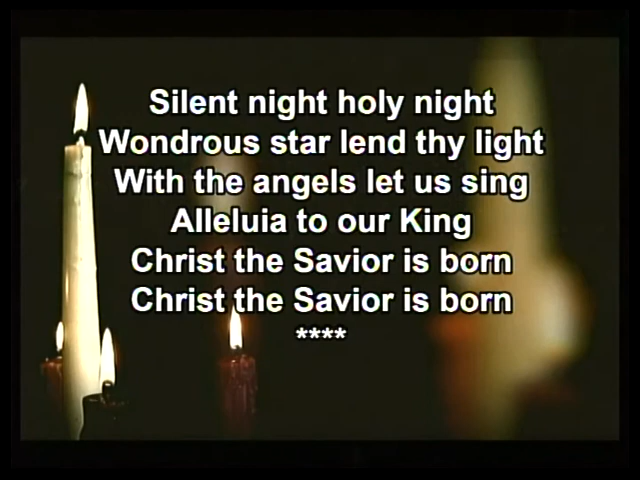 Silent night holy night
Wondrous star lend thy light
With the angels let us sing
Alleluia to our King
Christ the Savior is born
Christ the Savior is born
****